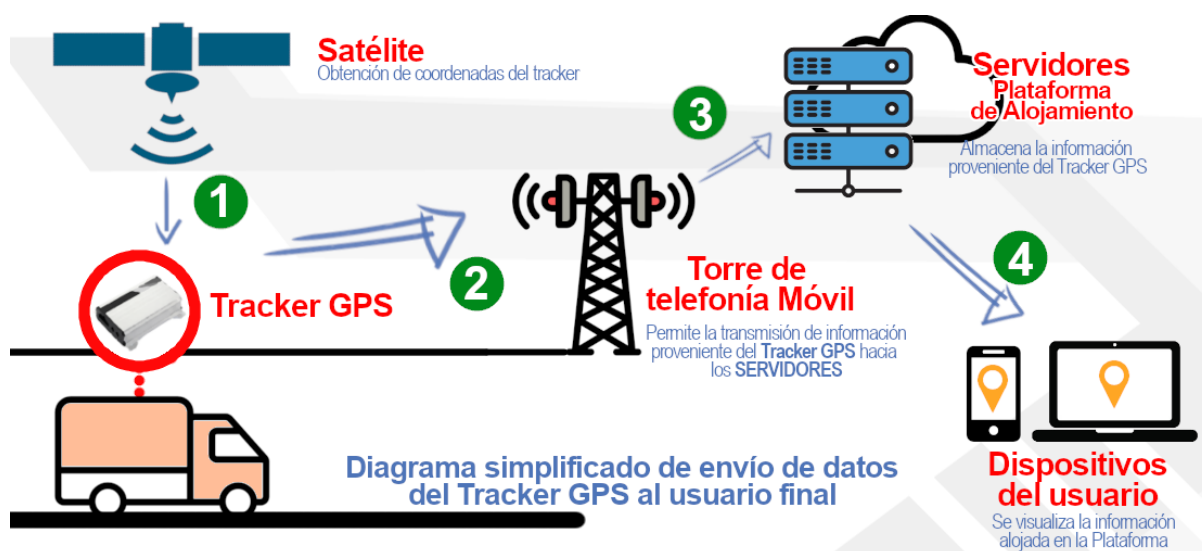 Satélite
Obtención de coordenadas del tracker
1
Tracker GPS
2
Torre de
telefonía Móvil
Permite la transmisión de información
proveniente del Tracker GPS hacia
los SERVIDORES
3
Servidores
Plataforma
de Alojamiento
Almacena la información
proveniente del Tracker GPS
4
Dispositivos
del usuario
Se visualiza la información
alojada en la Plataforma
Diagrama simplificado de envío de datos
del Tracker GPS al usuario final